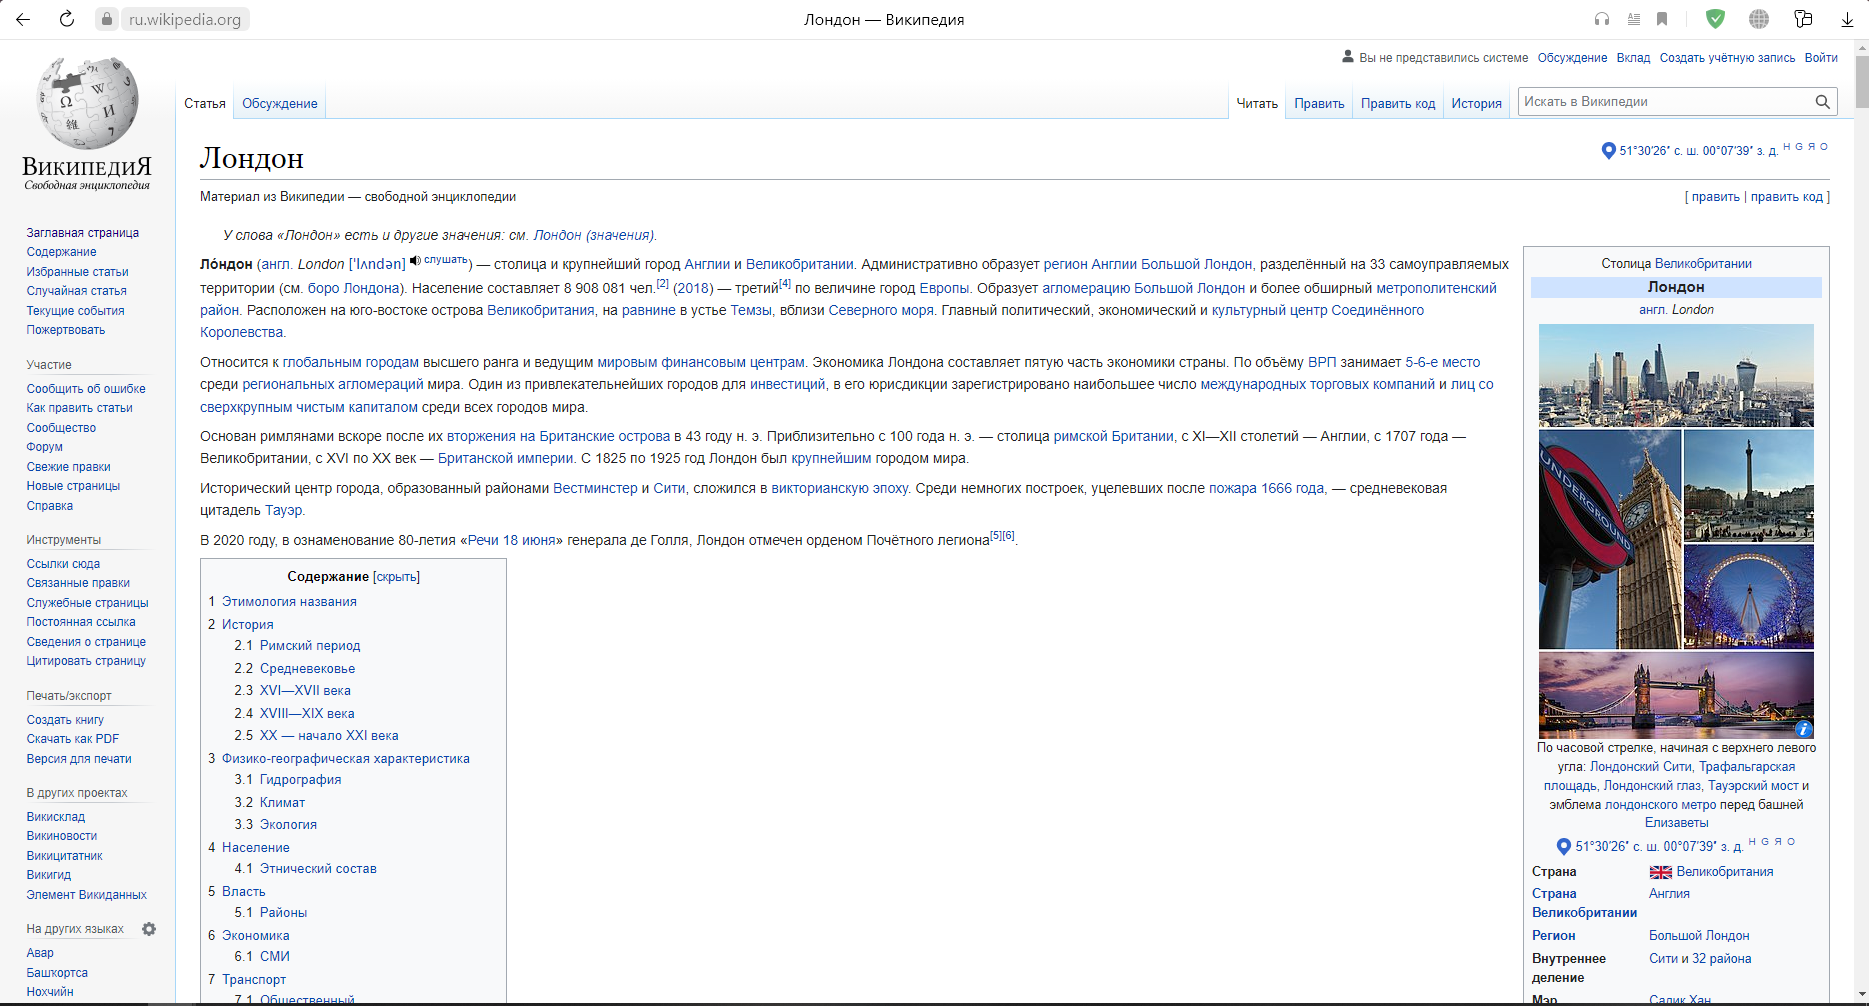 ru.wikipedia.org
Лондон — Википедия
Вы не представились системе Обсуждение Вклад Создать учётную запись Войти
Статья Обсуждение Читать Править Править код История Искать в Википедии
ВикипедиЯ
Свободная энциклопедия
Заглавная страница
Содержание
Избранные статьи
Случайная статья
Текущие события
Пожертвовать
Участие
Сообщить об ошибке
Как править статьи
Сообщество
Форум
Свежие правки
Новые страницы
Справка
Инструменты
Ссылки сюда
Связанные правки
Служебные страницы
Постоянная ссылка
Сведения о странице
Цитировать страницу
Печать/экспорт
Создать книгу
Скачать как PDF
Версия для печати
В других проектах
Викисклад
Викиновости
Викицитатник
Викигид
Элемент Викиданных
На других языках
Авар
Башҡортса
Нохчийн
Лондон
51°30′26″ с. ш. 00°07′39″ з. д. H G Я O
Материал из Википедии — свободной энциклопедии
[ править | править код ]
У слова «Лондон» есть и другие значения: см. Лондон (значения).
Ло́ндон (англ. London [ˈlʌndən] слушать) — столица и крупнейший город Англии и Великобритании. Административно образует регион Англии Большой Лондон, разделённый на 33 самоуправляемых
территории (см. боро Лондона). Население составляет 8 908 081 чел.[2] (2018) — третий[4] по величине город Европы. Образует агломерацию Большой Лондон и более обширный метрополитенский
район. Расположен на юго-востоке острова Великобритания, на равнине в устье Темзы, вблизи Северного моря. Главный политический, экономический и культурный центр Соединённого
Королевства.
Относится к глобальным городам высшего ранга и ведущим мировым финансовым центрам. Экономика Лондона составляет пятую часть экономики страны. По объёму ВРП занимает 5-6-е место
среди региональных агломераций мира. Один из привлекательнейших городов для инвестиций, в его юрисдикции зарегистрировано наибольшее число международных торговых компаний и лиц со
сверхкрупным чистым капиталом среди всех городов мира.
Основан римлянами вскоре после их вторжения на Британские острова в 43 году н. э. Приблизительно с 100 года н. э. — столица римской Британии, с XI—XII столетий — Англии, с 1707 года —
Великобритании, с XVI по XX век — Британской империи. С 1825 по 1925 год Лондон был крупнейшим городом мира.
Исторический центр города, образованный районами Вестминстер и Сити, сложился в викторианскую эпоху. Среди немногих построек, уцелевших после пожара 1666 года, — средневековая
цитадель Тауэр.
В 2020 году, в ознаменование 80-летия «Речи 18 июня» генерала де Голля, Лондон отмечен орденом Почётного легиона[5][6].
Содержание [скрыть]
1 Этимология названия
2 История
2.1 Римский период
2.2 Средневековье
2.3 XVI—XVII века
2.4 XVIII—XIX века
2.5 XX — начало XXI века
3 Физико-географическая характеристика
3.1 Гидрография
3.2 Климат
3.3 Экология
4 Население
4.1 Этнический состав
5 Власть
5.1 Районы
6 Экономика
6.1 СМИ
7 Транспорт
7.1 Общественный
Столица Великобритании
Лондон
англ. London
UNDERGROUND
По часовой стрелке, начиная с верхнего левого
угла: Лондонский Сити, Трафальгарская
площадь, Лондонский глаз, Тауэрский мост и
эмблема лондонского метро перед башней
Елизаветы
51°30′26″ с. ш. 00°07′39″ з. д. H G Я O
Страна Великобритания
Страна Англия
Великобритании
Регион Большой Лондон
Внутреннее Сити и 32 района
деление
Мэр Садик Хан